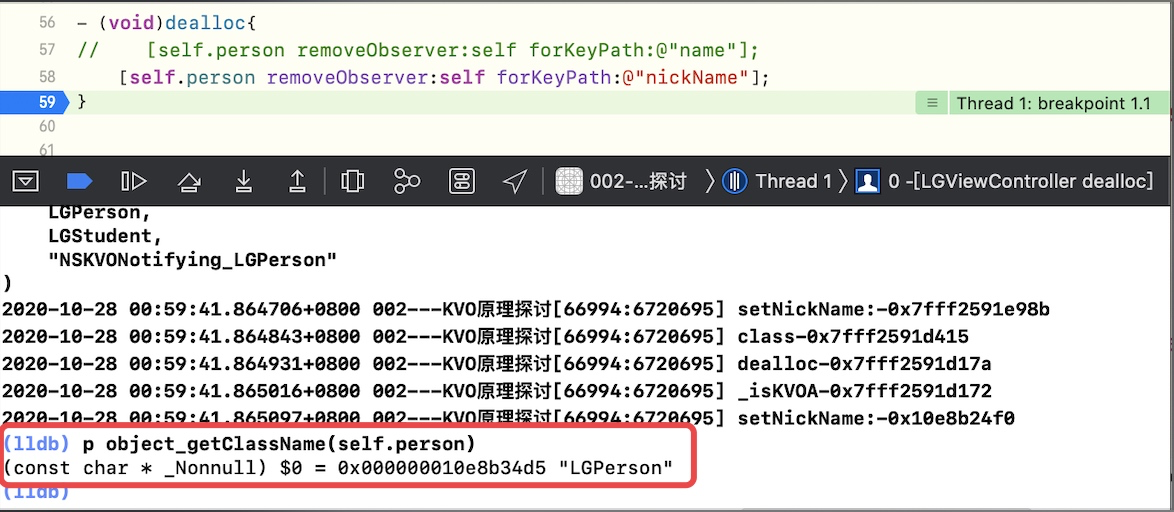 56 - (void)dealloc{
57 //    [self.person removeObserver:self forKeyPath:@"name"];
58 [self.person removeObserver:self forKeyPath:@"nickName"];
59 } Thread 1: breakpoint 1.1
60
61
002-...探讨 Thread 1 0 -[LGViewController dealloc]
LGPerson,
LGStudent,
"NSKVONotifying_LGPerson"
)
2020-10-28 00:59:41.864706+0800 002---KVO原理探讨[66994:6720695] setNickName:-0x7fff2591e98b
2020-10-28 00:59:41.864843+0800 002---KVO原理探讨[66994:6720695] class-0x7fff2591d415
2020-10-28 00:59:41.864931+0800 002---KVO原理探讨[66994:6720695] dealloc-0x7fff2591d17a
2020-10-28 00:59:41.865016+0800 002---KVO原理探讨[66994:6720695] _isKVOA-0x7fff2591d172
2020-10-28 00:59:41.865097+0800 002---KVO原理探讨[66994:6720695] setNickName:-0x10e8b24f0
(lldb) p object_getClassName(self.person)
(const char * _Nonnull) $0 = 0x000000010e8b34d5 "LGPerson"
(lldb)